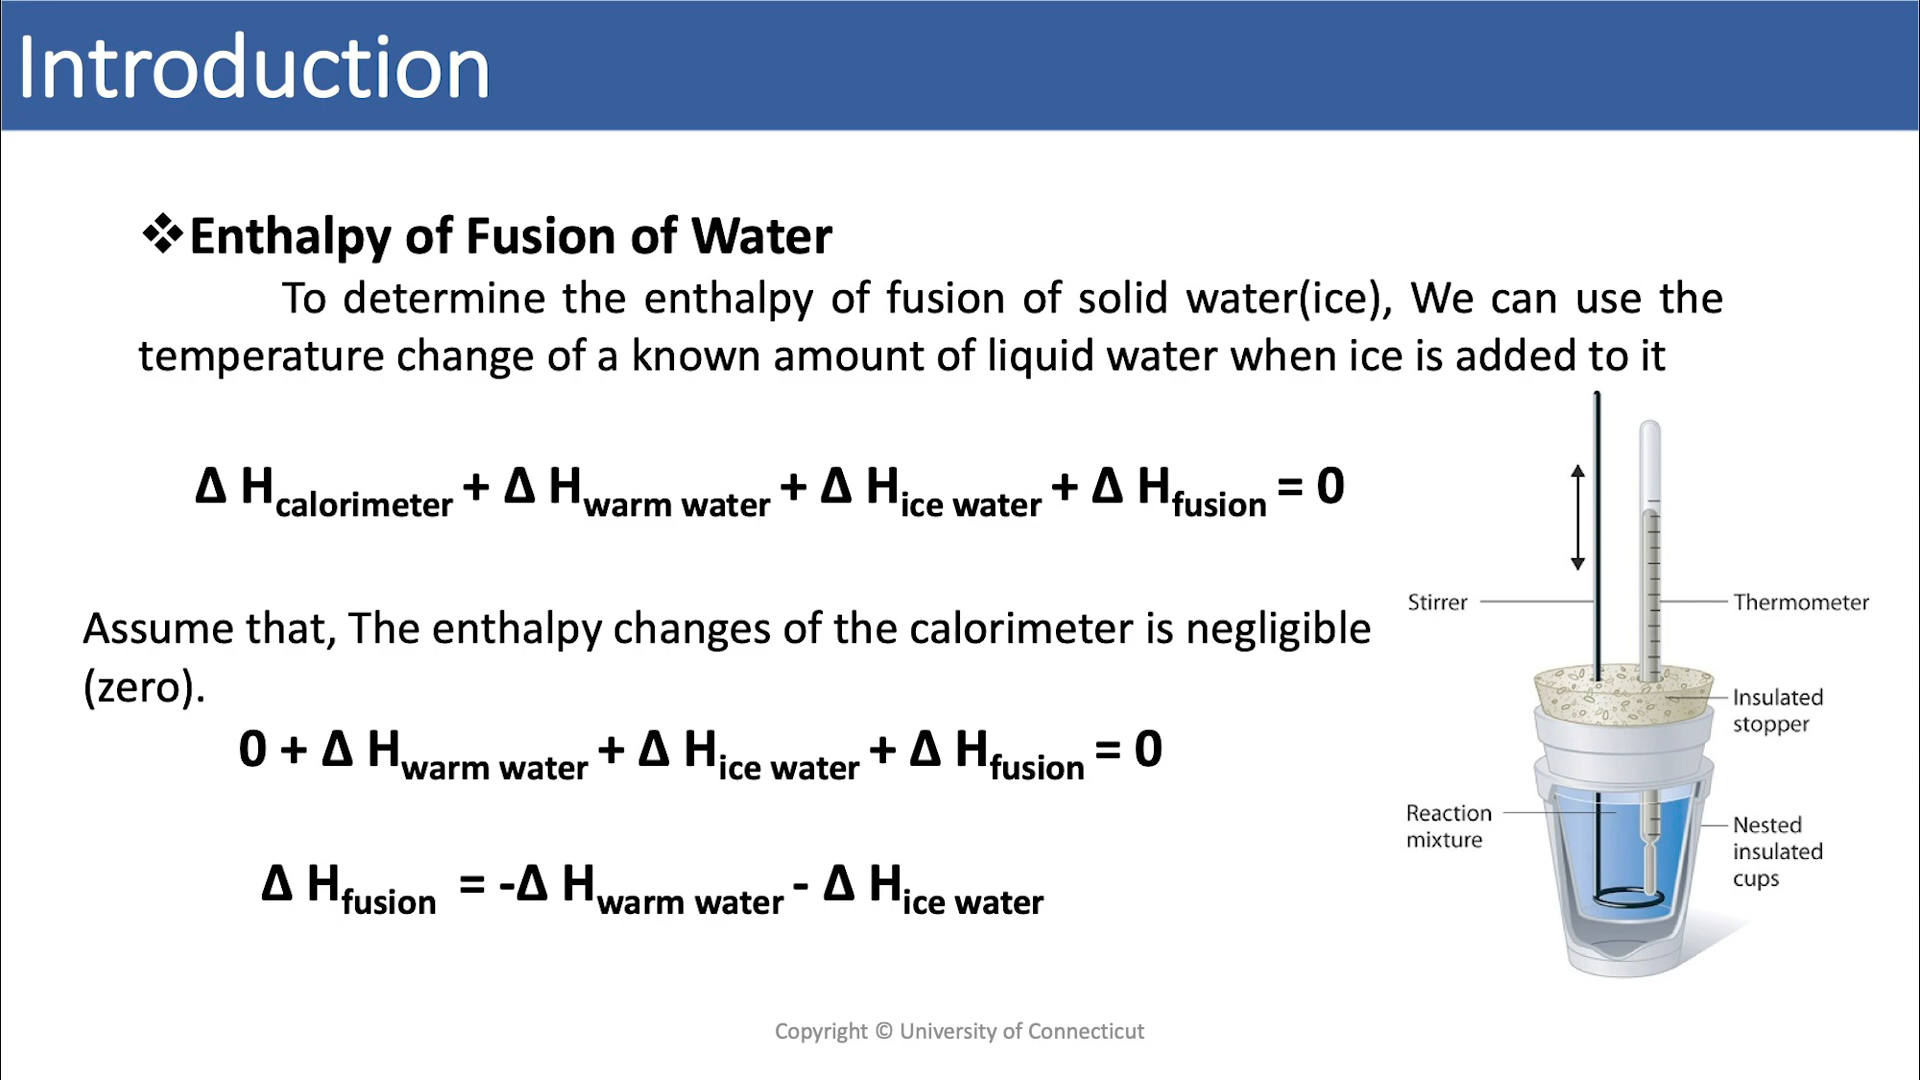 Introduction
❖Enthalpy of Fusion of Water
To determine the enthalpy of fusion of solid water(ice), We can use the
temperature change of a known amount of liquid water when ice is added to it
Δ Hcalorimeter + Δ Hwarm water + Δ Hice water + Δ Hfusion = 0
Assume that, The enthalpy changes of the calorimeter is negligible
(zero).
0 + Δ Hwarm water + Δ Hice water + Δ Hfusion = 0
Δ Hfusion = -Δ Hwarm water - Δ Hice water
Stirrer
Thermometer
Insulated
stopper
Reaction
mixture
Nested
insulated
cups
Copyright © University of Connecticut